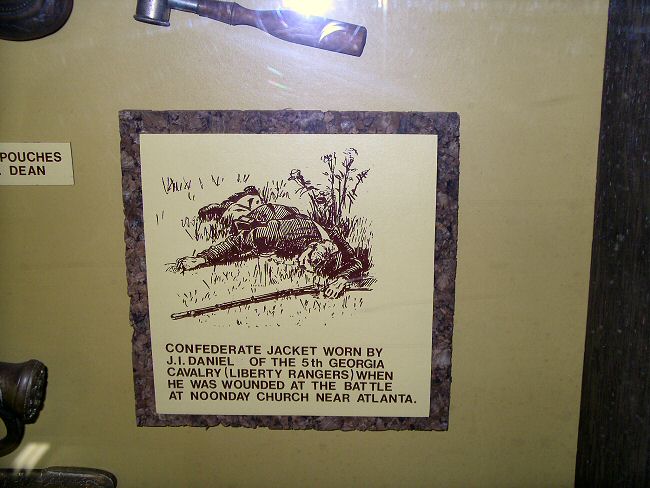 POUCHES
. DEAN
CONFEDERATE JACKET WORN BY
J.I. DANIEL OF THE 5th GEORGIA
CAVALRY (LIBERTY RANGERS) WHEN
HE WAS WOUNDED AT THE BATTLE
AT NOONDAY CHURCH NEAR ATLANTA.